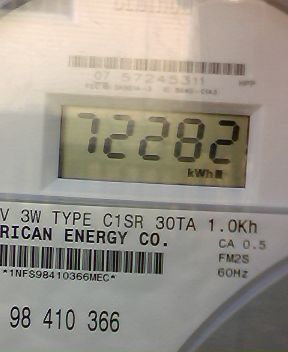 07 57245311
72282
kWh
V 3W TYPE C1SR 30TA 1.0Kh
RICAN ENERGY CO.
CA 0.5
FM2S
60Hz
*1NFS98410366MEC*
98 410 366